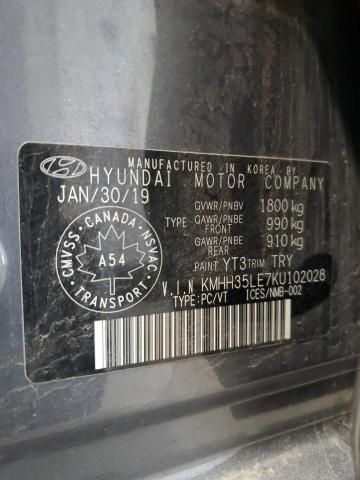 MANUFACTURED IN KOREA BY
HYUNDAI MOTOR COMPANY
JAN/30/19
GVWR/PNBV 1800 kg
TYPE GAWR/PNBE FRONT 990 kg
GAWR/PNBE REAR 910 kg
PAINT YT3 TRIM TRY
CMVSS · CANADA · NSVAC · TRANSPORT
A54
V.I.N KMHH35LE7KU102028
TYPE:PC/VT ICES/NMB-002